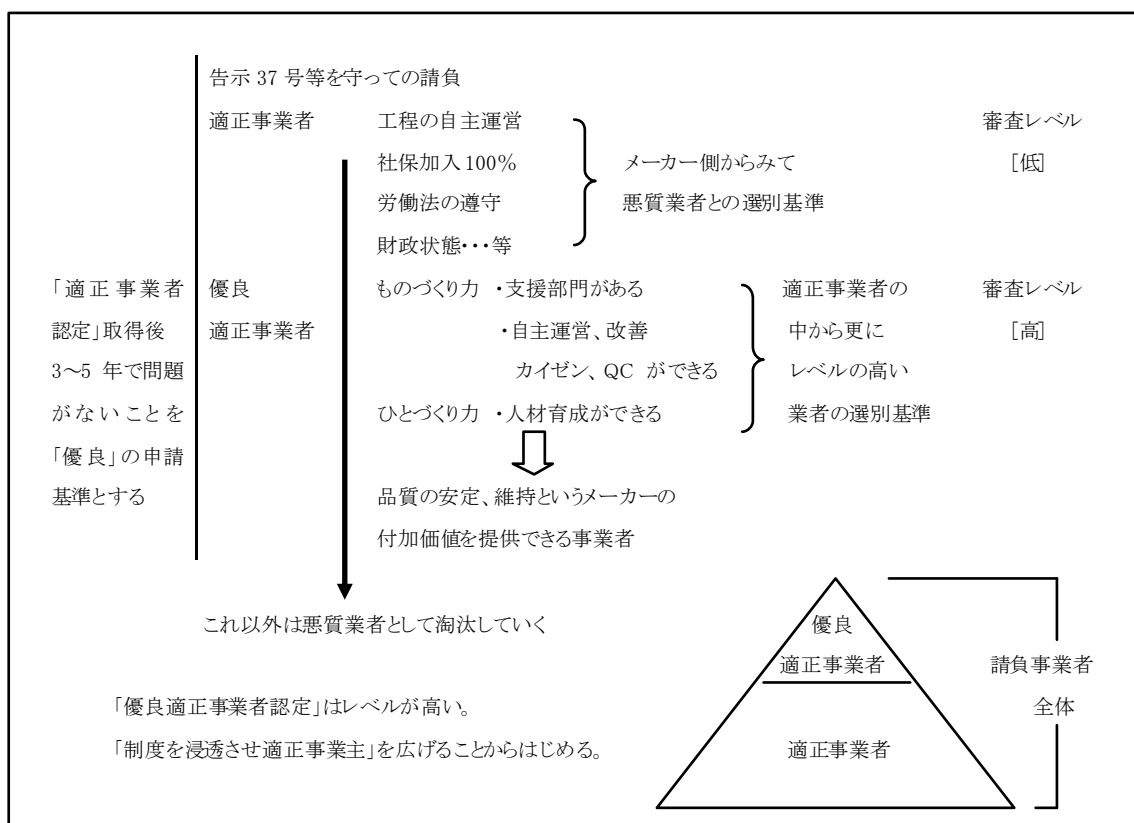 告示 37 号等を守っての請負
適正事業者 工程の自主運営 審査レベル
社保加入 100% メーカー側からみて [低]
労働法の遵守 悪質業者との選別基準
財政状態・・・等
「適正事業者 優良 ものづくり力 ・支援部門がある 適正事業者の 審査レベル
認定」取得後 適正事業者 ・自主運営、改善 中から更に [高]
3~5 年で問題 カイゼン、QC ができる レベルの高い
がないことを ひとづくり力 ・人材育成ができる 業者の選別基準
「優良」の申請
基準とする 品質の安定、維持というメーカーの
付加価値を提供できる事業者
これ以外は悪質業者として淘汰していく
優良
適正事業者 請負事業者
「優良適正事業者認定」はレベルが高い。 全体
「制度を浸透させ適正事業主」を広げることからはじめる。 適正事業者